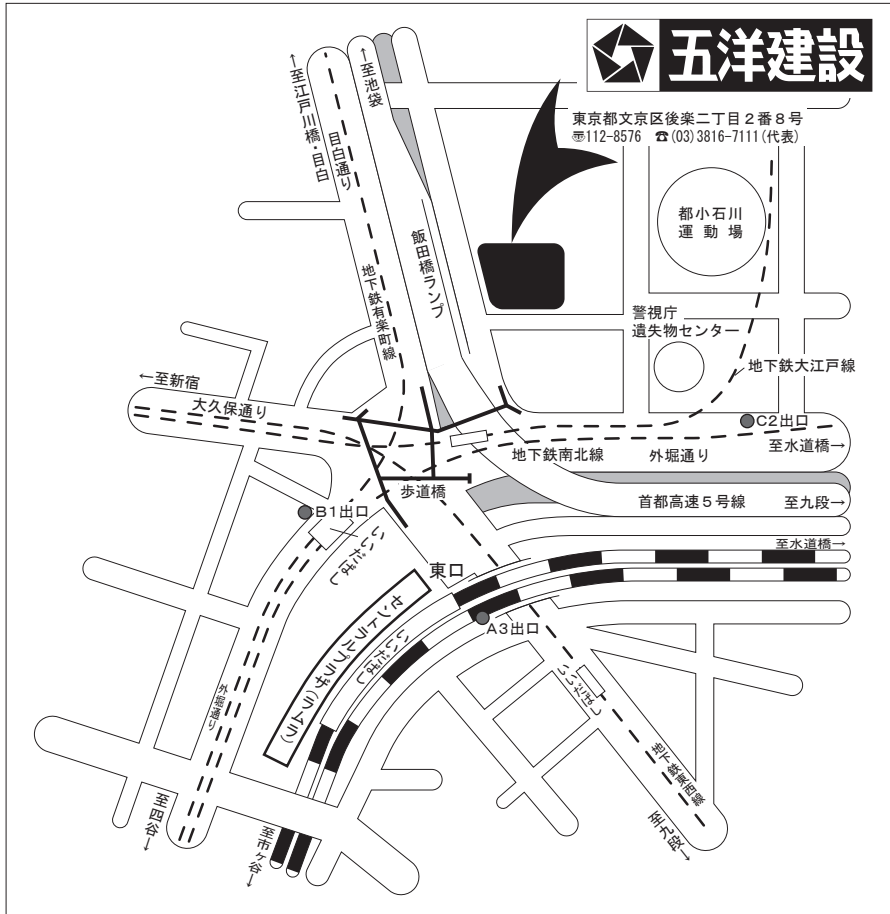 五洋建設
東京都文京区後楽二丁目2番8号
〠112-8576 ☎(03)3816-7111(代表)
←至江戸川橋・目白
←至池袋
目白通り
飯田橋ランプ
地下鉄有楽町線
都小石川
運動場
警視庁
遺失物センター
地下鉄大江戸線
←至新宿
大久保通り
C2出口
地下鉄南北線
外堀通り
至水道橋→
歩道橋
首都高速5号線
至九段→
B1出口
いいだばし
至水道橋→
東口
セントラルプラザ(ラムラ)
いいだばし
A3出口
いいだばし
外堀通り
地下鉄東西線
至四谷→
至市ヶ谷→
至九段→